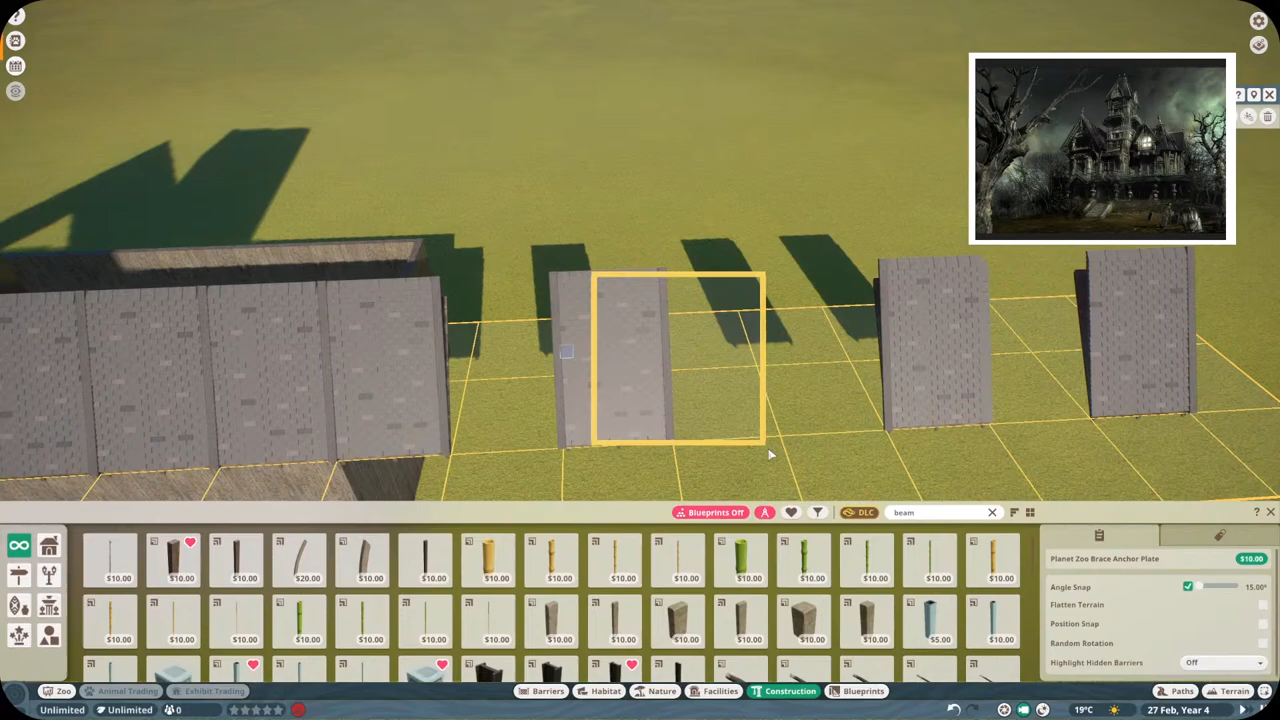 ?
?
Blueprints Off
DLC
beam
?
$10.00 $10.00 $10.00 $20.00 $10.00 $10.00 $10.00 $10.00 $10.00 $10.00 $10.00 $10.00 $10.00 $10.00 $10.00
$10.00 $10.00 $10.00 $10.00 $10.00 $10.00 $10.00 $10.00 $10.00 $10.00 $10.00 $10.00 $10.00 $5.00 $10.00
Planet Zoo Brace Anchor Plate $10.00
Angle Snap 15.00°
Flatten Terrain
Position Snap
Random Rotation
Highlight Hidden Barriers Off
Zoo Animal Trading Exhibit Trading Barriers Habitat Nature Facilities Construction Blueprints Paths Terrain
Unlimited Unlimited 0 19°C 27 Feb, Year 4